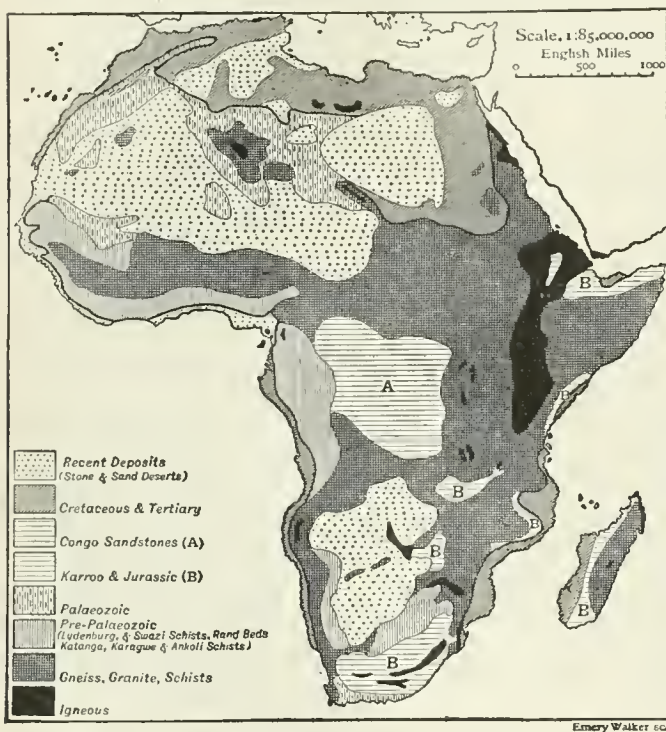 Scale, 1:85,000,000
English Miles
0 500 1000
B
B
A
B
B
B
B
B
Recent Deposits
(Stone & Sand Deserts)
Cretaceous & Tertiary
Congo Sandstones (A)
Karroo & Jurassic (B)
Palaeozoic
Pre-Palaeozoic
(Lydenburg, & Swazi Schists, Rand Beds
Katanga, Karagwe & Ankoli Schists)
Gneiss, Granite, Schists
Igneous
Emery Walker sc.